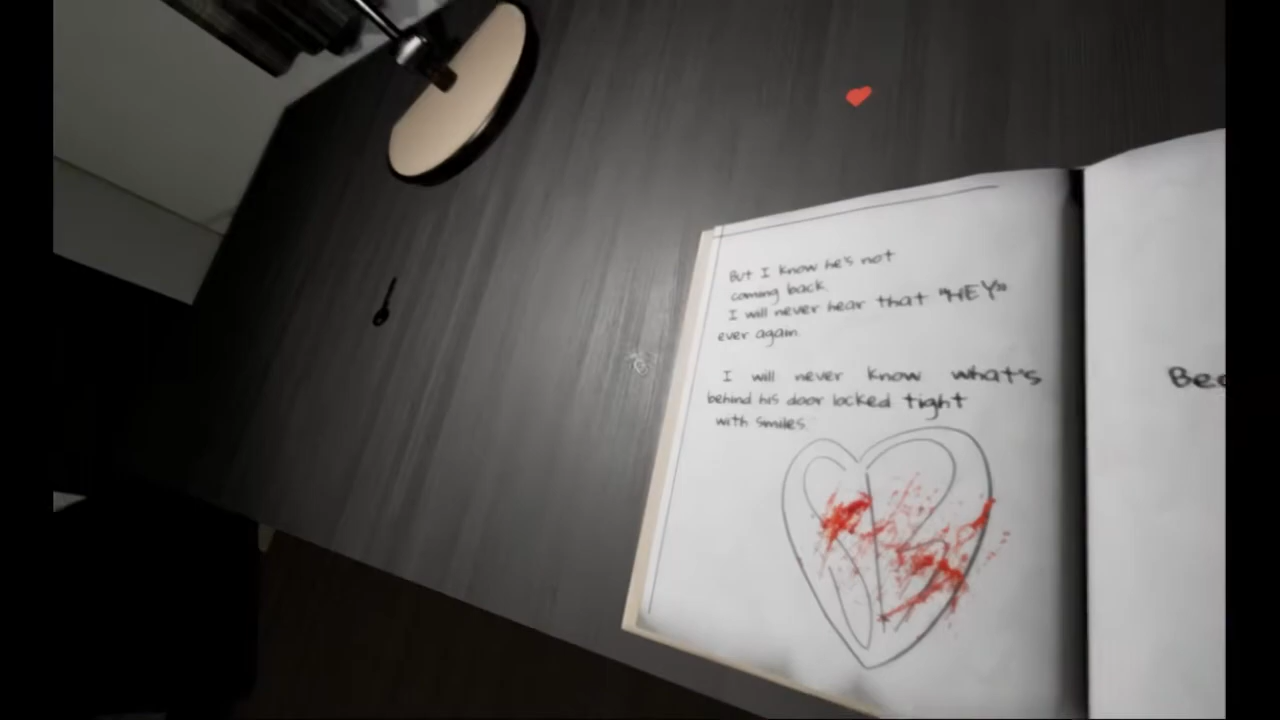 But I know he's not
coming back.
I will never hear that "HEY"
ever again.
I will never know what's
behind his door locked tight
with smiles.